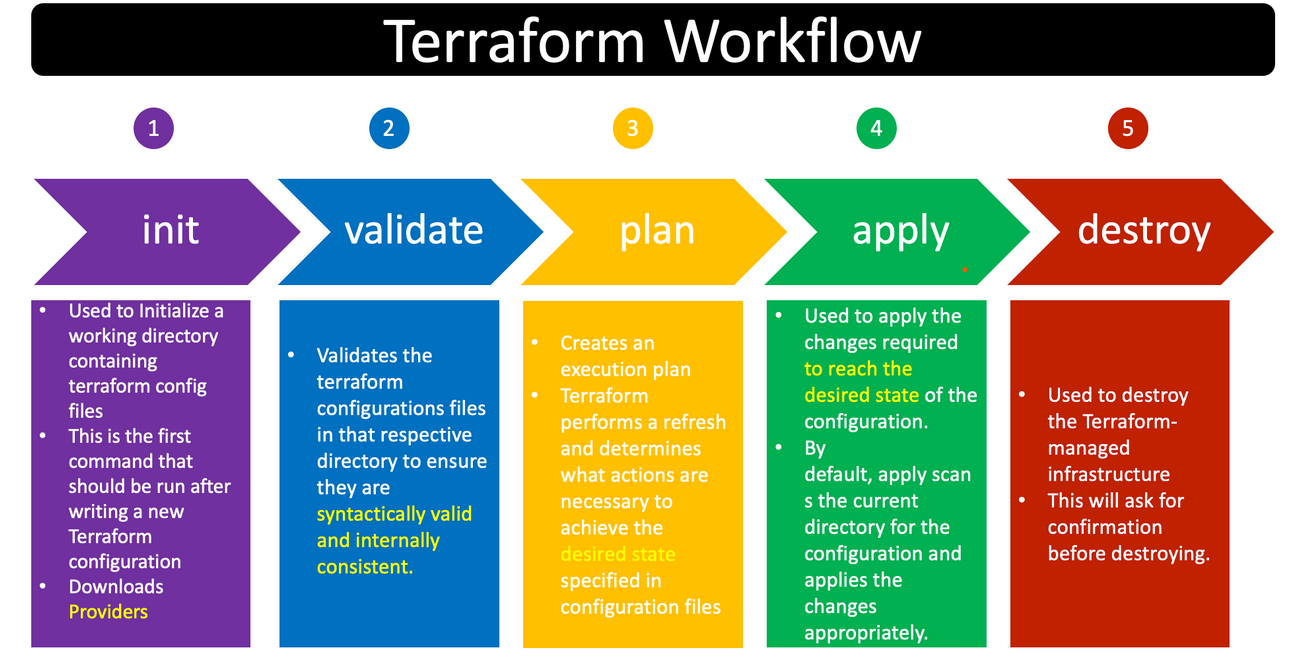 Terraform Workflow
1
2
3
4
5
init
validate
plan
apply
destroy
• Used to Initialize a
working directory
containing
terraform config
files
• This is the first
command that
should be run after
writing a new
Terraform
configuration
• Downloads
Providers
• Validates the
terraform
configurations files
in that respective
directory to ensure
they are
syntactically valid
and internally
consistent.
• Creates an
execution plan
• Terraform
performs a refresh
and determines
what actions are
necessary to
achieve the
desired state
specified in
configuration files
• Used to apply the
changes required
to reach the
desired state of the
configuration.
• By
default, apply scan
s the current
directory for the
configuration and
applies the
changes
appropriately.
• Used to destroy
the Terraform-
managed
infrastructure
• This will ask for
confirmation
before destroying.